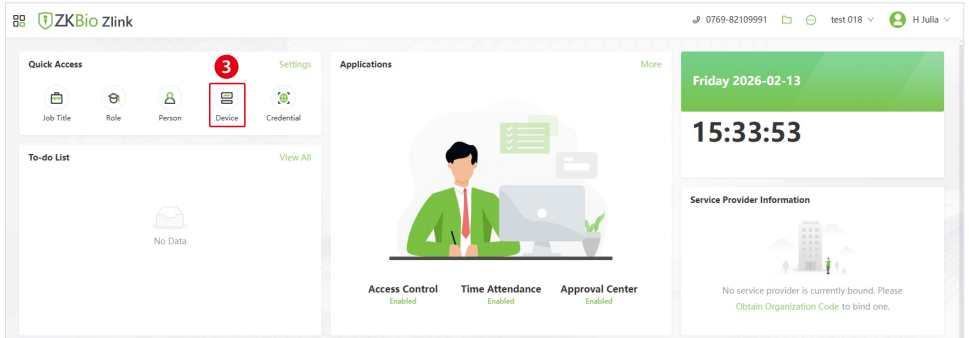 ZKBio Zlink
0769-82109991
test 018
H Julia
Quick Access
Settings
3
Job Title
Role
Person
Device
Credential
To-do List
View All
No Data
Applications
More
Access Control
Enabled
Time Attendance
Enabled
Approval Center
Enabled
Friday 2026-02-13
15:33:53
Service Provider Information
No service provider is currently bound. Please
Obtain Organization Code to bind one.